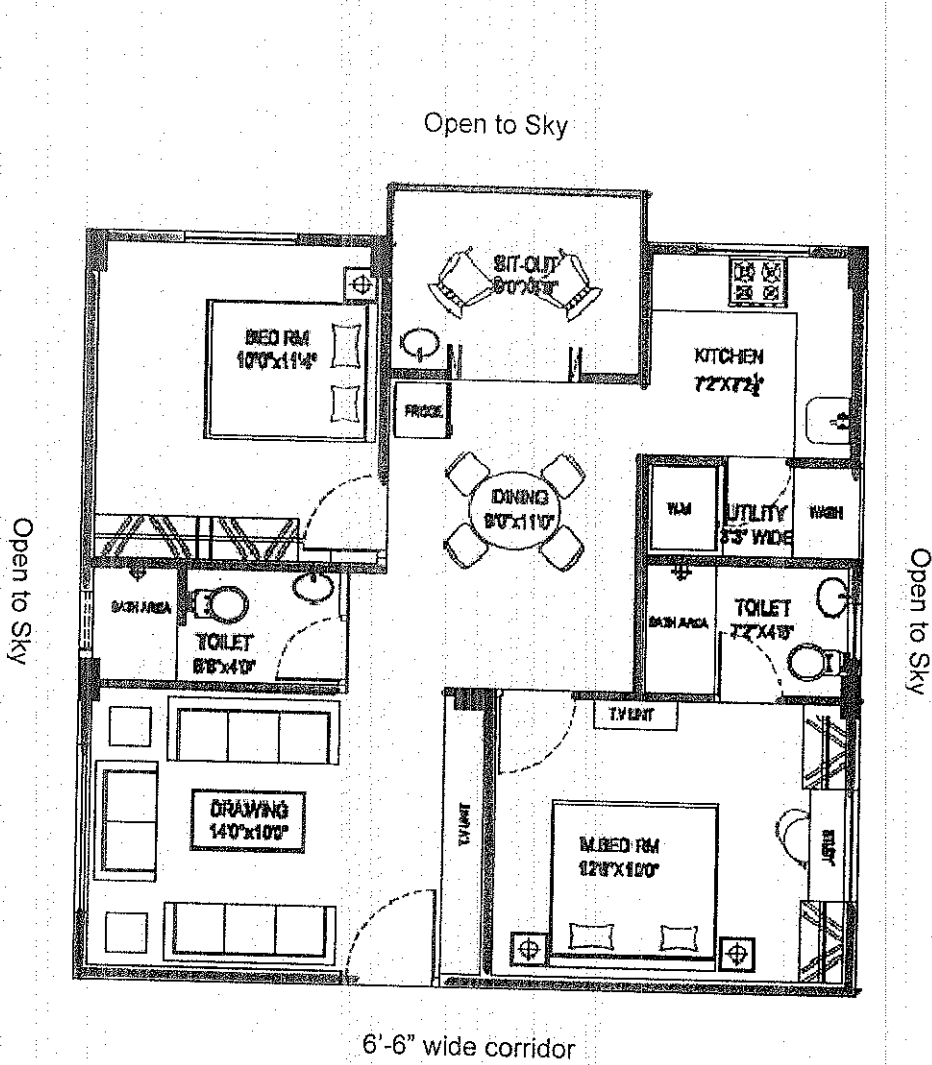 Open to Sky
SIT-OUT
BED RM
10'0"x11'4"
KITCHEN
7'2"X7'2½"
FRIDGE
DINING
8'0"x11'0"
W.M
UTILITY
3'3" WIDE
WASH
Open to Sky
Open to Sky
BATH AREA
TOILET
8'8"x4'0"
BATH AREA
TOILET
7'2"X4'6"
T.V UNIT
DRAWING
14'0"x10'0"
T.V UNIT
M.BED RM
12'6"X10'0"
STUDY
6'-6" wide corridor